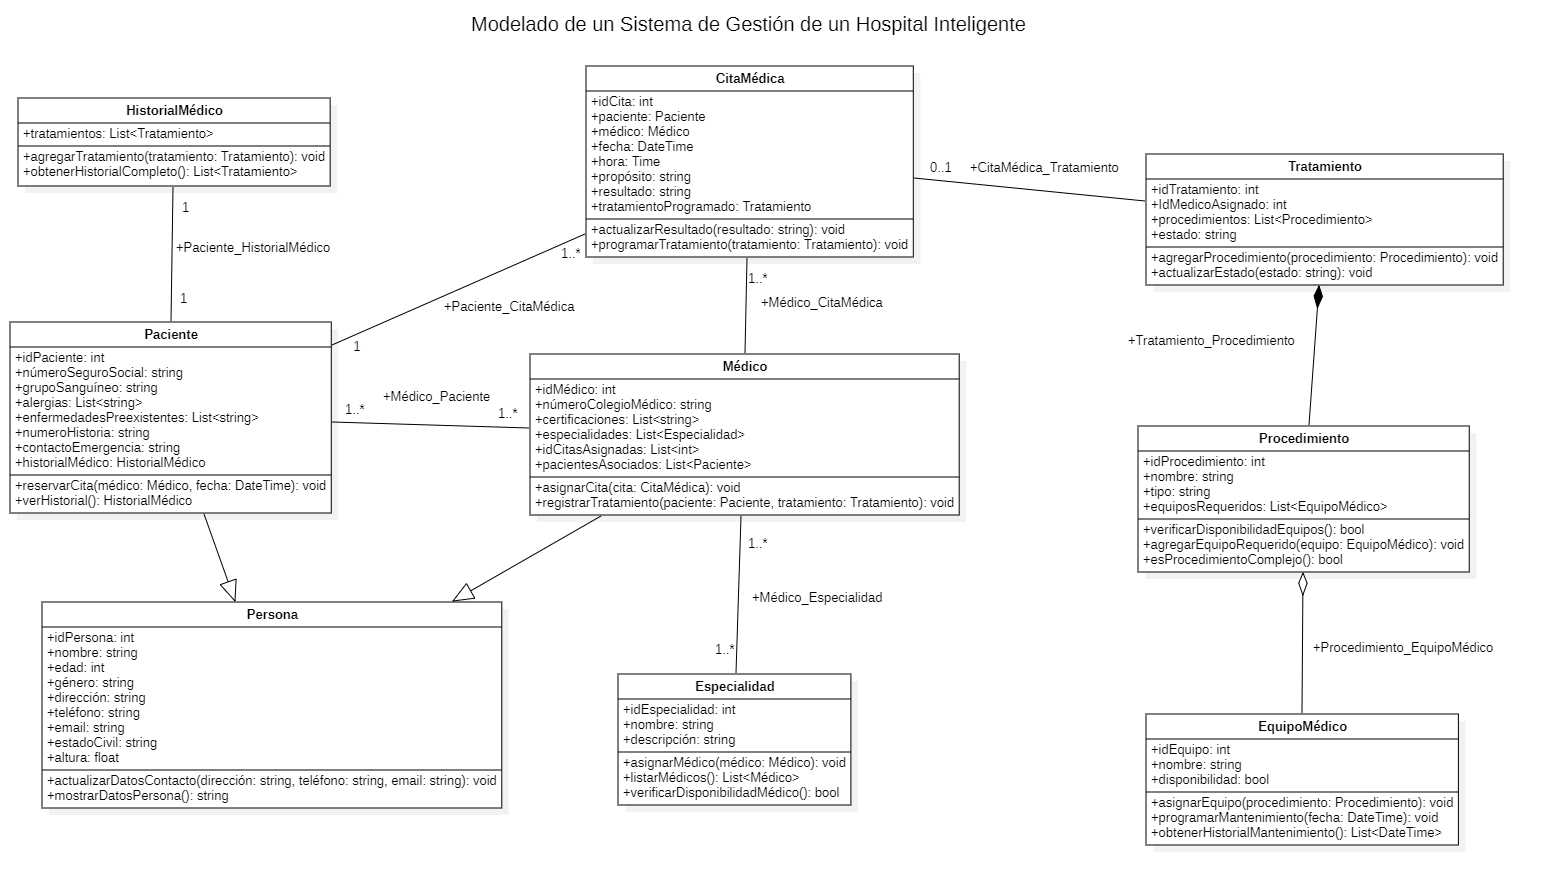 Modelado de un Sistema de Gestión de un Hospital Inteligente
HistorialMédico
+tratamientos: List<Tratamiento>
+agregarTratamiento(tratamiento: Tratamiento): void
+obtenerHistorialCompleto(): List<Tratamiento>
1
+Paciente_HistorialMédico
1
CitaMédica
+idCita: int
+paciente: Paciente
+médico: Médico
+fecha: DateTime
+hora: Time
+propósito: string
+resultado: string
+tratamientoProgramado: Tratamiento
+actualizarResultado(resultado: string): void
+programarTratamiento(tratamiento: Tratamiento): void
0..1
+CitaMédica_Tratamiento
Tratamiento
+idTratamiento: int
+IdMedicoAsignado: int
+procedimientos: List<Procedimiento>
+estado: string
+agregarProcedimiento(procedimiento: Procedimiento): void
+actualizarEstado(estado: string): void
1..*
+Paciente_CitaMédica
1
1..*
+Médico_CitaMédica
+Tratamiento_Procedimiento
Paciente
+idPaciente: int
+númeroSeguroSocial: string
+grupoSanguíneo: string
+alergias: List<string>
+enfermedadesPreexistentes: List<string>
+numeroHistoria: string
+contactoEmergencia: string
+historialMédico: HistorialMédico
+reservarCita(médico: Médico, fecha: DateTime): void
+verHistorial(): HistorialMédico
+Médico_Paciente
1..*
1..*
Médico
+idMédico: int
+númeroColegioMédico: string
+certificaciones: List<string>
+especialidades: List<Especialidad>
+idCitasAsignadas: List<int>
+pacientesAsociados: List<Paciente>
+asignarCita(cita: CitaMédica): void
+registrarTratamiento(paciente: Paciente, tratamiento: Tratamiento): void
Procedimiento
+idProcedimiento: int
+nombre: string
+tipo: string
+equiposRequeridos: List<EquipoMédico>
+verificarDisponibilidadEquipos(): bool
+agregarEquipoRequerido(equipo: EquipoMédico): void
+esProcedimientoComplejo(): bool
1..*
+Médico_Especialidad
1..*
+Procedimiento_EquipoMédico
Persona
+idPersona: int
+nombre: string
+edad: int
+género: string
+dirección: string
+teléfono: string
+email: string
+estadoCivil: string
+altura: float
+actualizarDatosContacto(dirección: string, teléfono: string, email: string): void
+mostrarDatosPersona(): string
Especialidad
+idEspecialidad: int
+nombre: string
+descripción: string
+asignarMédico(médico: Médico): void
+listarMédicos(): List<Médico>
+verificarDisponibilidadMédico(): bool
EquipoMédico
+idEquipo: int
+nombre: string
+disponibilidad: bool
+asignarEquipo(procedimiento: Procedimiento): void
+programarMantenimiento(fecha: DateTime): void
+obtenerHistorialMantenimiento(): List<DateTime>